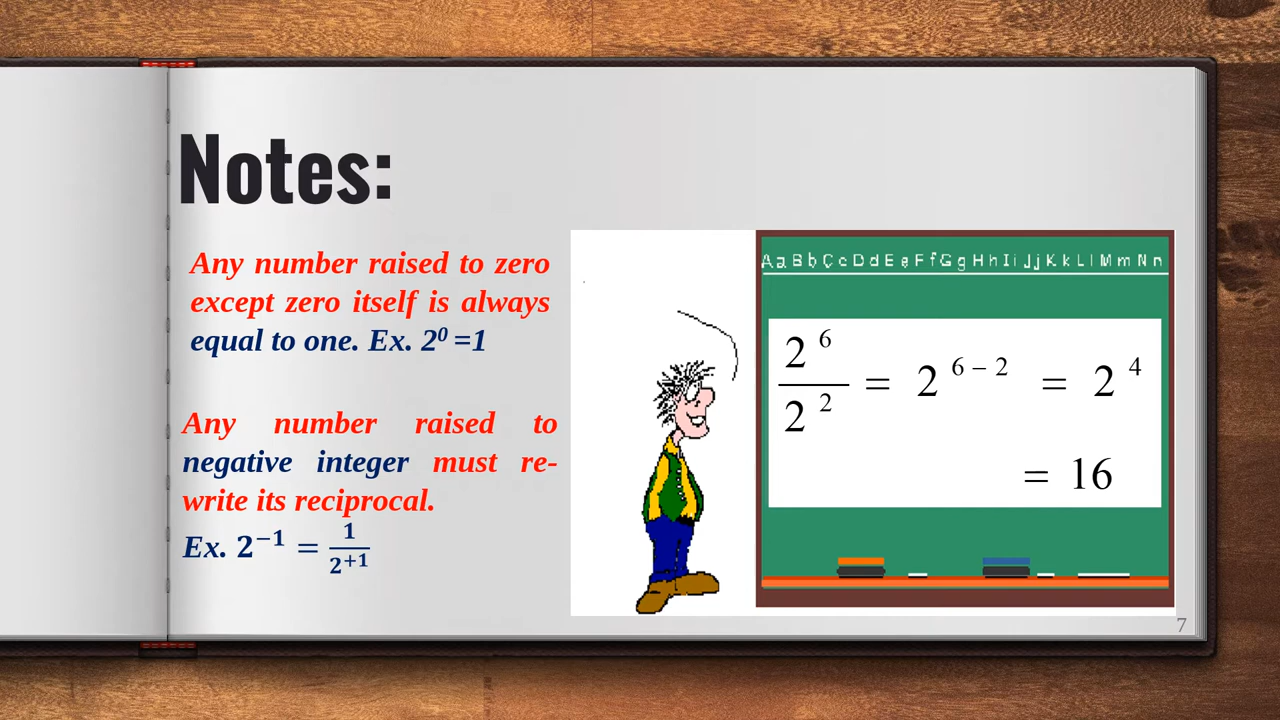 Notes:
Any number raised to zero
except zero itself is always
equal to one. Ex. 2⁰ =1
Any number raised to
negative integer must re-
write its reciprocal.
Ex. 2⁻¹ = 1/2⁺¹
AaBbCcDdEeFfGgHhIiJjKkLlMmNn
2⁶/2² = 2⁶⁻² = 2⁴
= 16
7